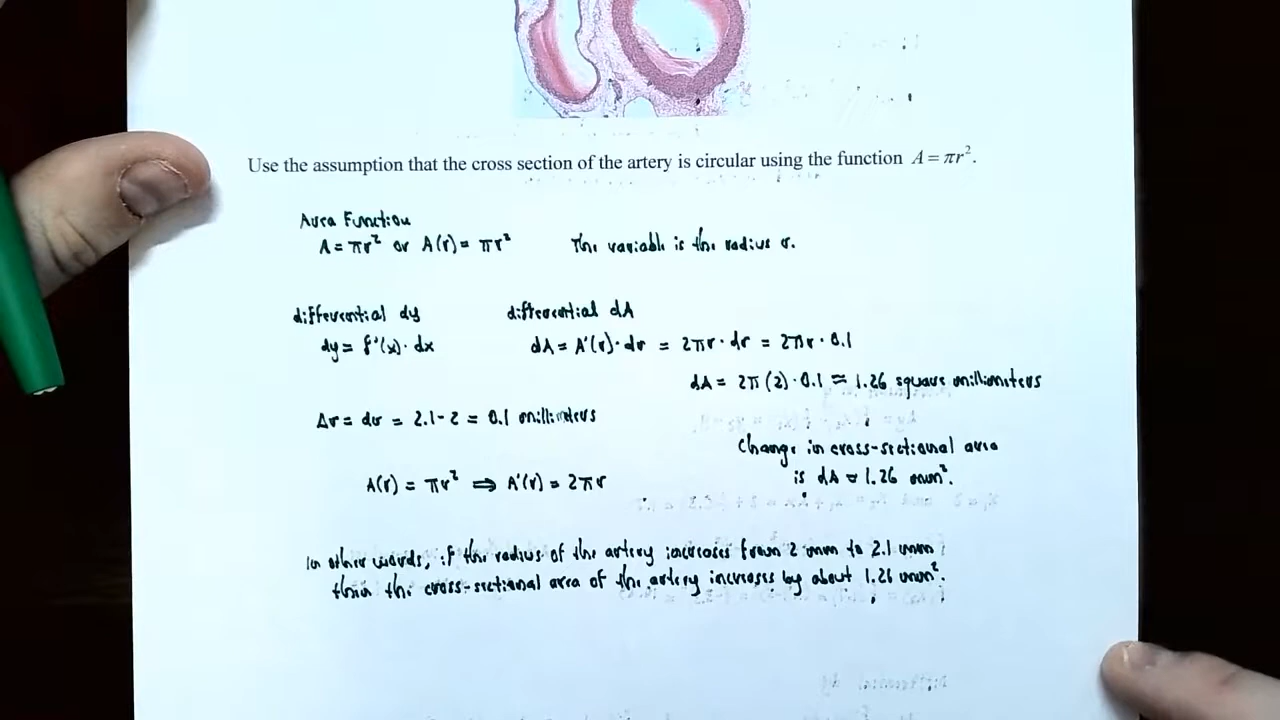 Use the assumption that the cross section of the artery is circular using the function A = πr².
Area Function
A = πr² or A(r) = πr² The variable is the radius r.
differential dy differential dA
dy = f'(x)·dx dA = A'(r)·dr = 2πr·dr = 2πr·0.1
dA = 2π(2)·0.1 ≈ 1.26 square millimeters
Δr = dr = 2.1-2 = 0.1 millimeters
Change in cross-sectional area
is dA ≈ 1.26 mm².
A(r) = πr² ⇒ A'(r) = 2πr
In other words, if the radius of the artery increases from 2 mm to 2.1 mm
then the cross-sectional area of the artery increases by about 1.26 mm².